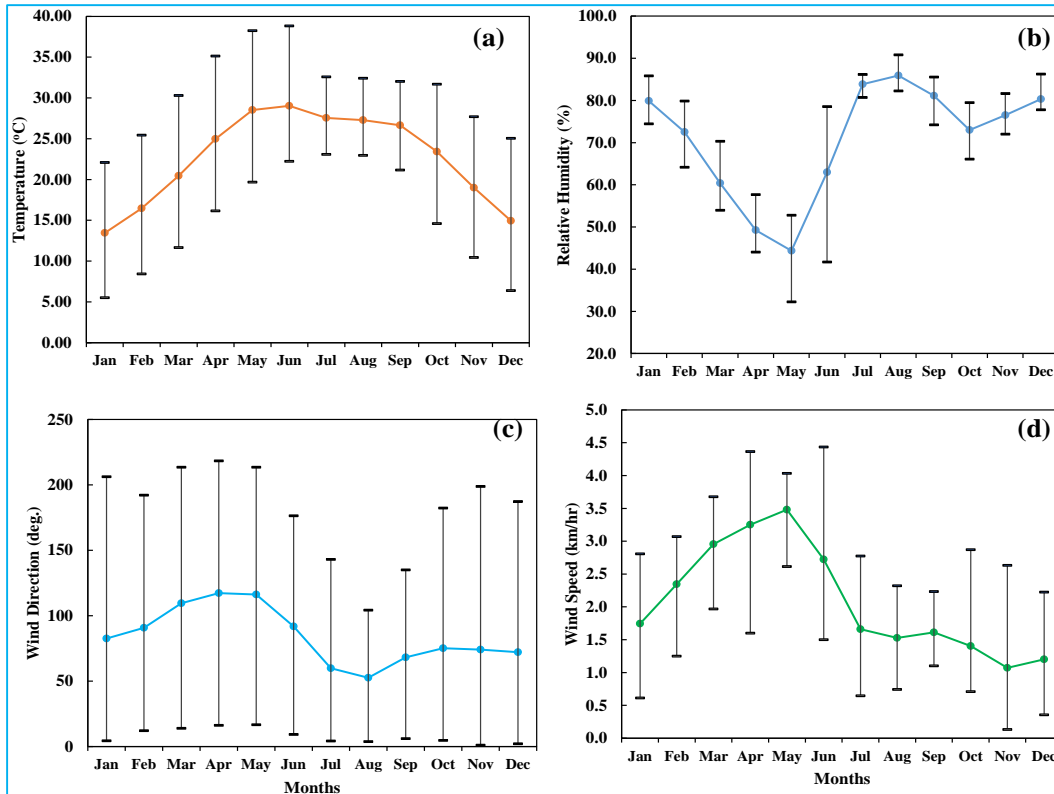 (a)
Temperature (°C)
40.00
35.00
30.00
25.00
20.00
15.00
10.00
5.00
0.00
Jan Feb Mar Apr May Jun Jul Aug Sep Oct Nov Dec
(b)
Relative Humidity (%)
100.0
90.0
80.0
70.0
60.0
50.0
40.0
30.0
20.0
Jan Feb Mar Apr May Jun Jul Aug Sep Oct Nov Dec
(c)
Wind Direction (deg.)
250
200
150
100
50
0
Jan Feb Mar Apr May Jun Jul Aug Sep Oct Nov Dec
Months
(d)
Wind Speed (km/hr)
5.0
4.5
4.0
3.5
3.0
2.5
2.0
1.5
1.0
0.5
0.0
Jan Feb Mar Apr May Jun Jul Aug Sep Oct Nov Dec
Months